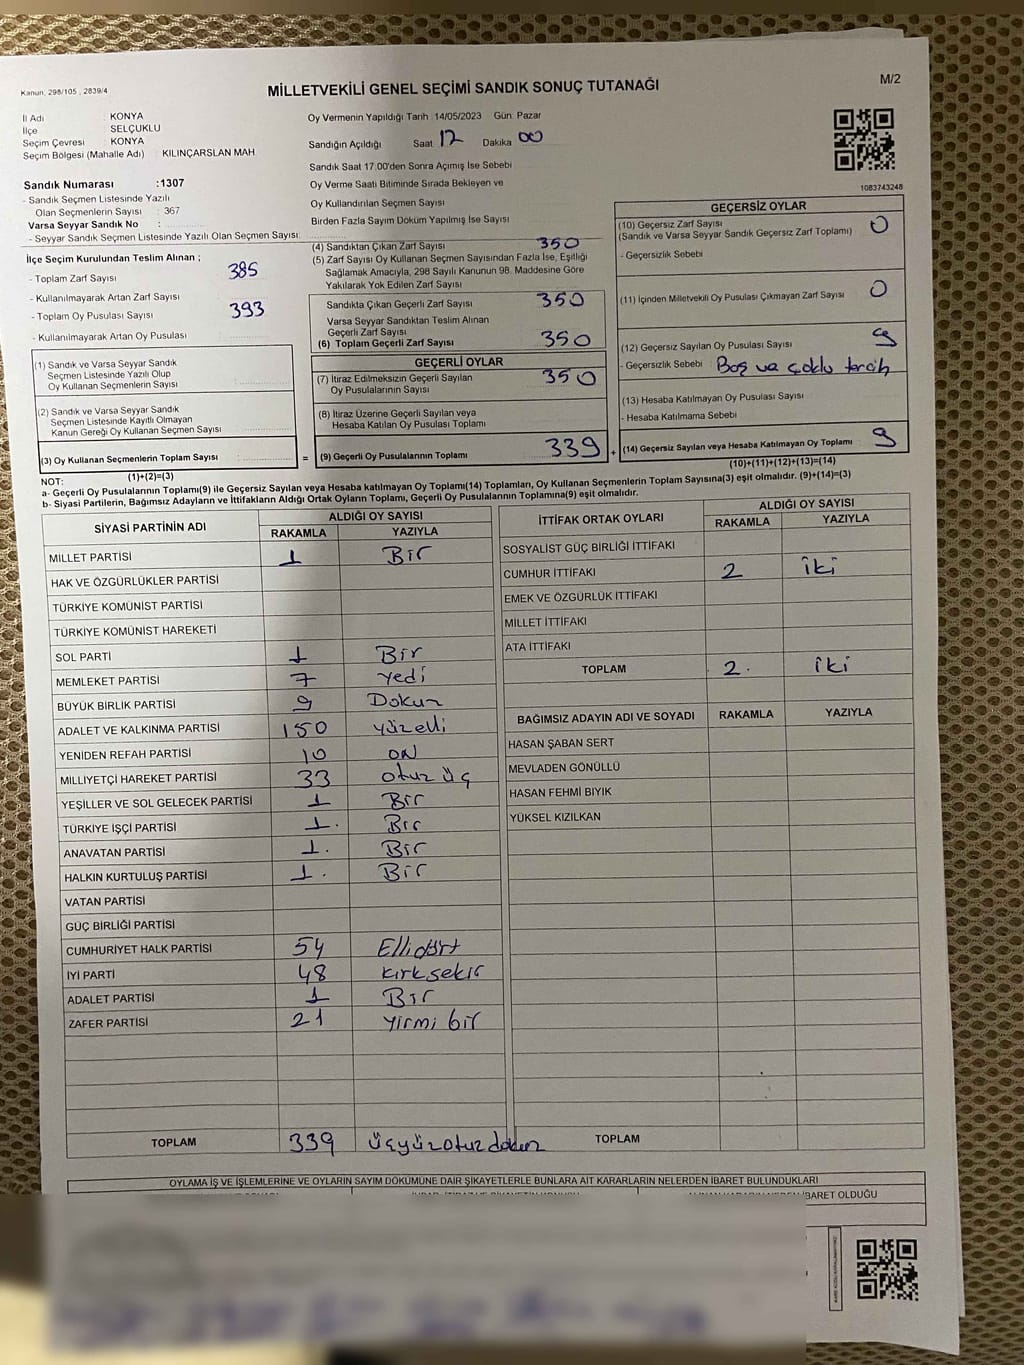 Kanun, 298/105 , 2839/4
MİLLETVEKİLİ GENEL SEÇİMİ SANDIK SONUÇ TUTANAĞI
M/2
İl Adı : KONYA
İlçe SELÇUKLU
Seçim Çevresi : KONYA
Seçim Bölgesi (Mahalle Adı) : KILINÇARSLAN MAH
Sandık Numarası :1307
- Sandık Seçmen Listesinde Yazılı
Olan Seçmenlerin Sayısı : 367
Varsa Seyyar Sandık No :
- Seyyar Sandık Seçmen Listesinde Yazılı Olan Seçmen Sayısı:
İlçe Seçim Kurulundan Teslim Alınan ;
- Toplam Zarf Sayısı 385
- Kullanılmayarak Artan Zarf Sayısı
- Toplam Oy Pusulası Sayısı 393
- Kullanılmayarak Artan Oy Pusulası
(1) Sandık ve Varsa Seyyar Sandık
Seçmen Listesinde Yazılı Olup
Oy Kullanan Seçmenlerin Sayısı
(2) Sandık ve Varsa Seyyar Sandık
Seçmen Listesinde Kayıtlı Olmayan
Kanun Gereği Oy Kullanan Seçmen Sayısı
(3) Oy Kullanan Seçmenlerin Toplam Sayısı
(1)+(2)=(3)
Oy Vermenin Yapıldığı Tarih : 14/05/2023 Gün: Pazar
Sandığın Açıldığı Saat 17 Dakika 00
Sandık Saat 17:00'den Sonra Açımış İse Sebebi
Oy Verme Saati Bitiminde Sırada Bekleyen ve
Oy Kullandırılan Seçmen Sayısı
Birden Fazla Sayım Döküm Yapılmış İse Sayısı
(4) Sandıktan Çıkan Zarf Sayısı 350
(5) Zarf Sayısı Oy Kullanan Seçmen Sayısından Fazla İse, Eşitliği
Sağlamak Amacıyla, 298 Sayılı Kanunun 98. Maddesine Göre
Yakılarak Yok Edilen Zarf Sayısı
Sandıkta Çıkan Geçerli Zarf Sayısı 350
Varsa Seyyar Sandıktan Teslim Alınan
Geçerli Zarf Sayısı
(6) Toplam Geçerli Zarf Sayısı 350
GEÇERLİ OYLAR
(7) İtiraz Edilmeksizin Geçerli Sayılan
Oy Pusulalarının Sayısı 350
(8) İtiraz Üzerine Geçerli Sayılan veya
Hesaba Katılan Oy Pusulası Toplamı
= (9) Geçerli Oy Pusulalarının Toplamı 339 +
1083743248
GEÇERSİZ OYLAR
(10) Geçersiz Zarf Sayısı 0
(Sandık ve Varsa Seyyar Sandık Geçersiz Zarf Toplamı)
- Geçersizlik Sebebi
(11) İçinden Milletvekili Oy Pusulası Çıkmayan Zarf Sayısı 0
(12) Geçersiz Sayılan Oy Pusulası Sayısı 9
- Geçersizlik Sebebi : Boş ve çoklu tercih
(13) Hesaba Katılmayan Oy Pusulası Sayısı
- Hesaba Katılmama Sebebi
(14) Geçersiz Sayılan veya Hesaba Katılmayan Oy Toplamı 9
(10)+(11)+(12)+(13)=(14)
NOT:
a- Geçerli Oy Pusulalarının Toplamı(9) ile Geçersiz Sayılan veya Hesaba katılmayan Oy Toplamı(14) Toplamları, Oy Kullanan Seçmenlerin Toplam Sayısına(3) eşit olmalıdır. (9)+(14)=(3)
b- Siyasi Partilerin, Bağımsız Adayların ve İttifakların Aldığı Ortak Oyların Toplamı, Geçerli Oy Pusulalarının Toplamına(9) eşit olmalıdır.
SİYASİ PARTİNİN ADI ALDIĞI OY SAYISI
RAKAMLA YAZIYLA
MİLLET PARTİSİ 1 Bir
HAK VE ÖZGÜRLÜKLER PARTİSİ
TÜRKİYE KOMÜNİST PARTİSİ
TÜRKİYE KOMÜNİST HAREKETİ
SOL PARTİ 1 Bir
MEMLEKET PARTİSİ 7 yedi
BÜYÜK BİRLİK PARTİSİ 9 Dokuz
ADALET VE KALKINMA PARTİSİ 150 yüzelli
YENİDEN REFAH PARTİSİ 10 ON
MİLLİYETÇİ HAREKET PARTİSİ 33 otuz üç
YEŞİLLER VE SOL GELECEK PARTİSİ 1 Bir
TÜRKİYE İŞÇİ PARTİSİ 1. Bir
ANAVATAN PARTİSİ 1. Bir
HALKIN KURTULUŞ PARTİSİ 1. Bir
VATAN PARTİSİ
GÜÇ BİRLİĞİ PARTİSİ
CUMHURİYET HALK PARTİSİ 54 Ellidört
İYİ PARTİ 48 kırksekiz
ADALET PARTİSİ 1 Bir
ZAFER PARTİSİ 21 yirmi bir
TOPLAM 339 üçyüzotuzdokuz
İTTİFAK ORTAK OYLARI ALDIĞI OY SAYISI
RAKAMLA YAZIYLA
SOSYALİST GÜÇ BİRLİĞİ İTTİFAKI
CUMHUR İTTİFAKI 2 iki
EMEK VE ÖZGÜRLÜK İTTİFAKI
MİLLET İTTİFAKI
ATA İTTİFAKI
TOPLAM 2. iki
BAĞIMSIZ ADAYIN ADI VE SOYADI RAKAMLA YAZIYLA
HASAN ŞABAN SERT
MEVLADEN GÖNÜLLÜ
HASAN FEHMİ BIYIK
YÜKSEL KIZILKAN
TOPLAM
OYLAMA İŞ VE İŞLEMLERİNE VE OYLARIN SAYIM DÖKÜMÜNE DAİR ŞİKAYETLERLE BUNLARA AİT KARARLARIN NELERDEN İBARET BULUNDUKLARI
İBARET OLDUĞU